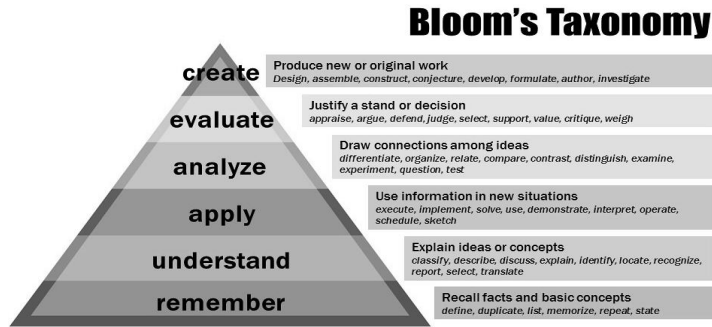 Bloom's Taxonomy
create
Produce new or original work
Design, assemble, construct, conjecture, develop, formulate, author, investigate
evaluate
Justify a stand or decision
appraise, argue, defend, judge, select, support, value, critique, weigh
analyze
Draw connections among ideas
differentiate, organize, relate, compare, contrast, distinguish, examine,
experiment, question, test
apply
Use information in new situations
execute, implement, solve, use, demonstrate, interpret, operate,
schedule, sketch
understand
Explain ideas or concepts
classify, describe, discuss, explain, identify, locate, recognize,
report, select, translate
remember
Recall facts and basic concepts
define, duplicate, list, memorize, repeat, state